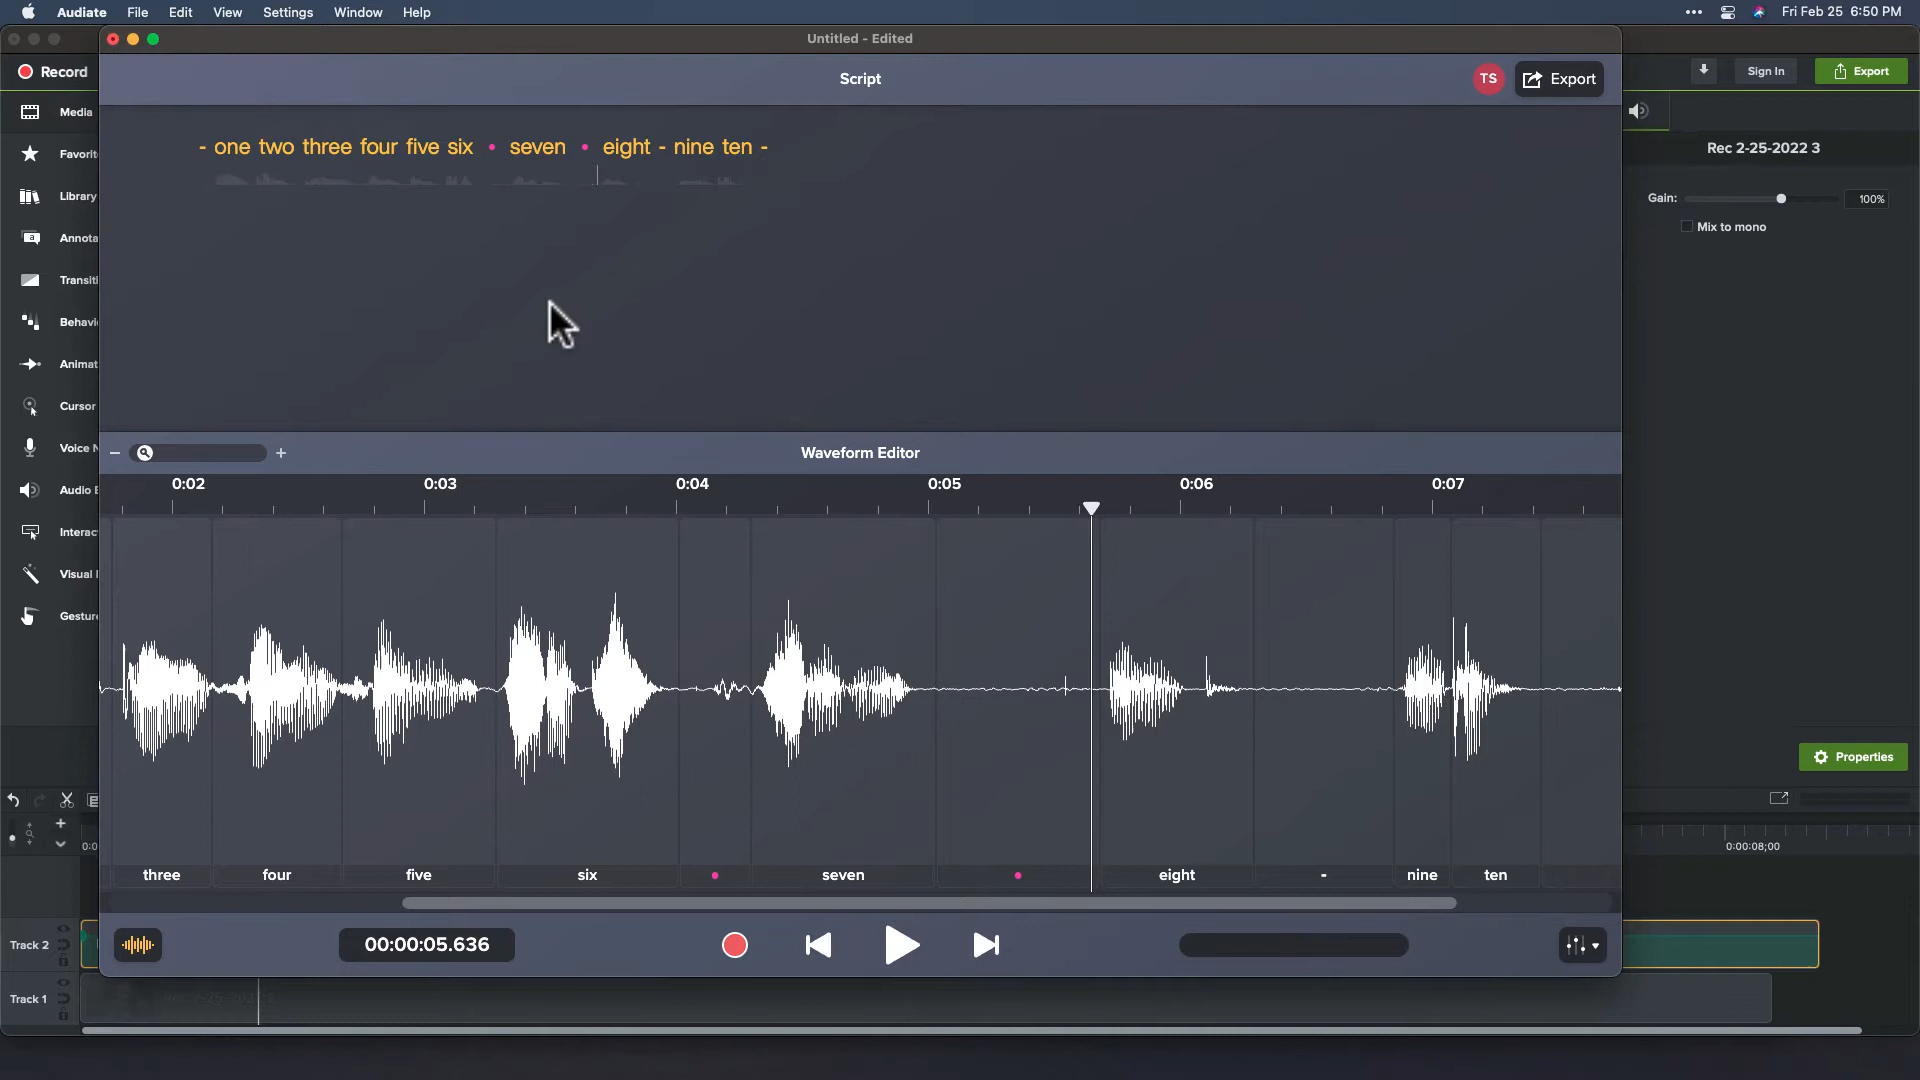 Audiate File Edit View Settings Window Help
Fri Feb 25 6:50 PM
Untitled - Edited
Record
Script
TS
Export
Sign In
Export
Media
Favorit
Library
Annota
Transiti
Behavi
Animat
Cursor
Voice N
Audio E
Interac
Visual
Gestur
- one two three four five six • seven • eight - nine ten -
Rec 2-25-2022 3
Gain:
100%
Mix to mono
Waveform Editor
0:02 0:03 0:04 0:05 0:06 0:07
three four five six • seven • eight - nine ten
Properties
0:0
0:00:08;00
00:00:05.636
Track 2
Track 1